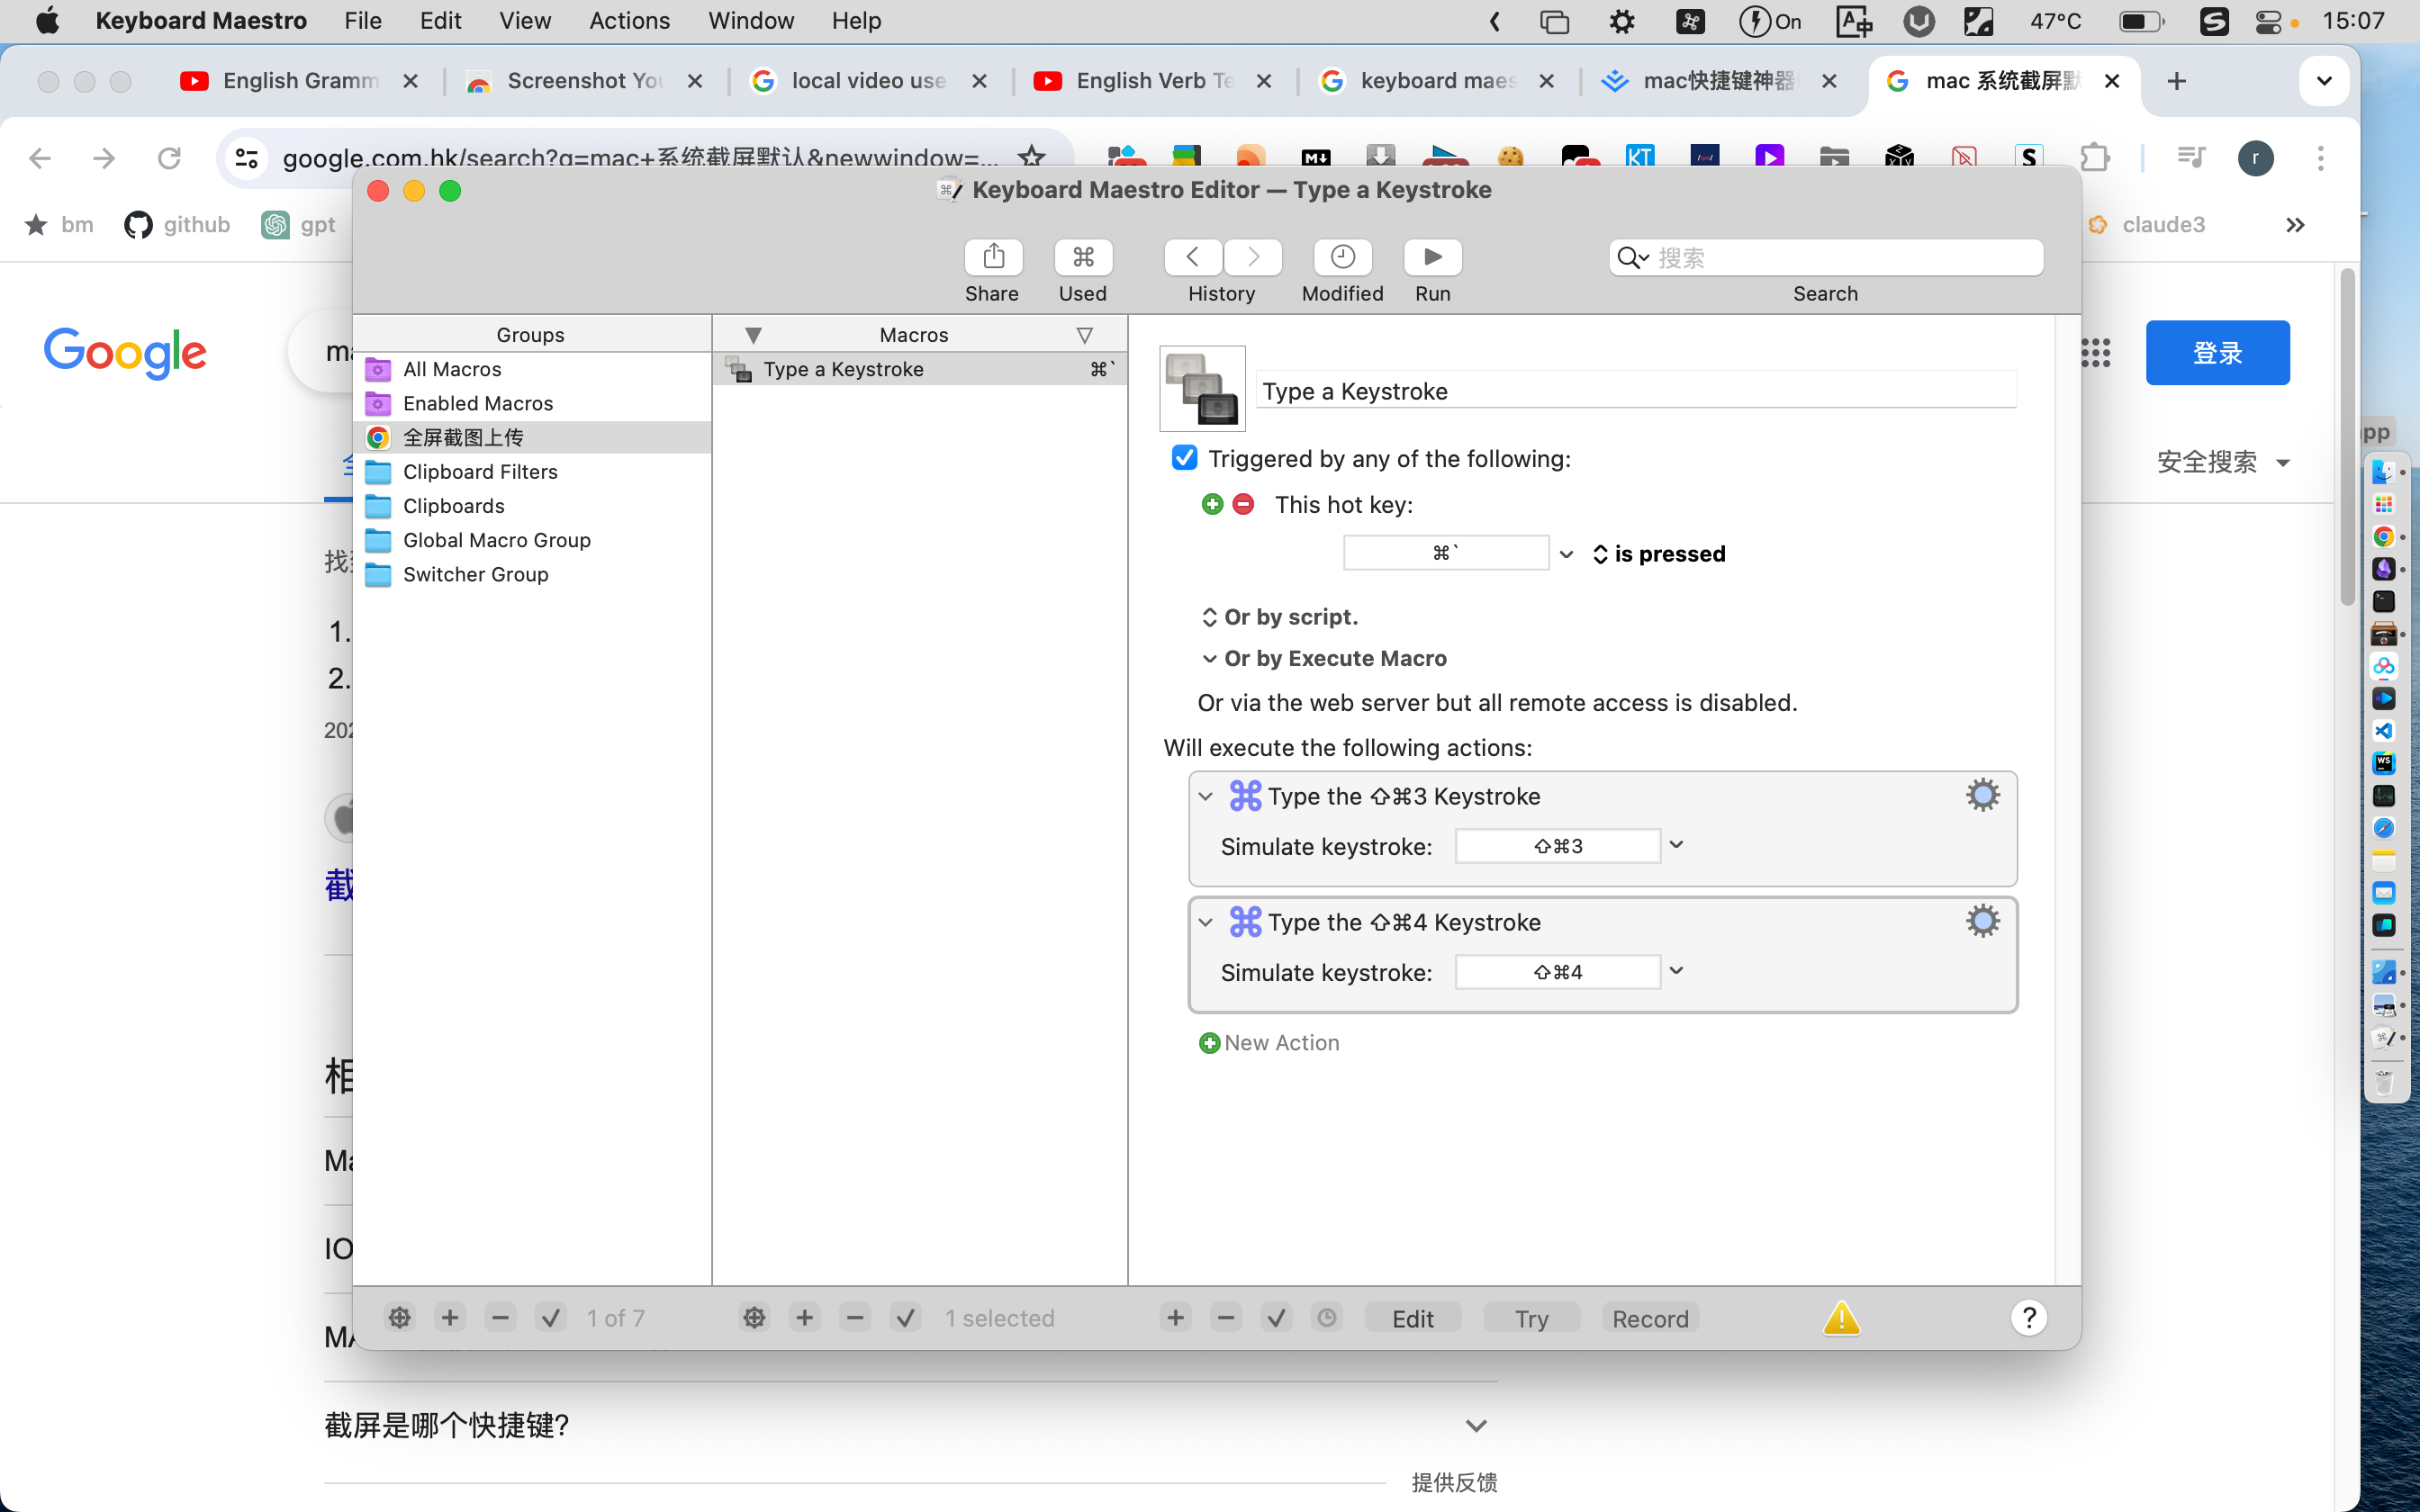 Keyboard Maestro File Edit View Actions Window Help On 47°C 15:07
English Gramm
Screenshot You
local video use
English Verb Te
keyboard maes
mac快捷键神器
mac 系统截屏默
google.com.hk/search?q=mac+系统截屏默认&newwindow=...
bm github gpt claude3
Keyboard Maestro Editor — Type a Keystroke
搜索
Share Used History Modified Run Search
Google
登录
安全搜索
Groups
All Macros
Enabled Macros
全屏截图上传
Clipboard Filters
Clipboards
Global Macro Group
Switcher Group
Macros
Type a Keystroke ⌘`
Type a Keystroke
Triggered by any of the following:
This hot key:
⌘` is pressed
Or by script.
Or by Execute Macro
Or via the web server but all remote access is disabled.
Will execute the following actions:
Type the ⇧⌘3 Keystroke
Simulate keystroke: ⇧⌘3
Type the ⇧⌘4 Keystroke
Simulate keystroke: ⇧⌘4
New Action
1 of 7
1 selected
Edit Try Record
?
1.
2.
截
相
IO
截屏是哪个快捷键?
提供反馈